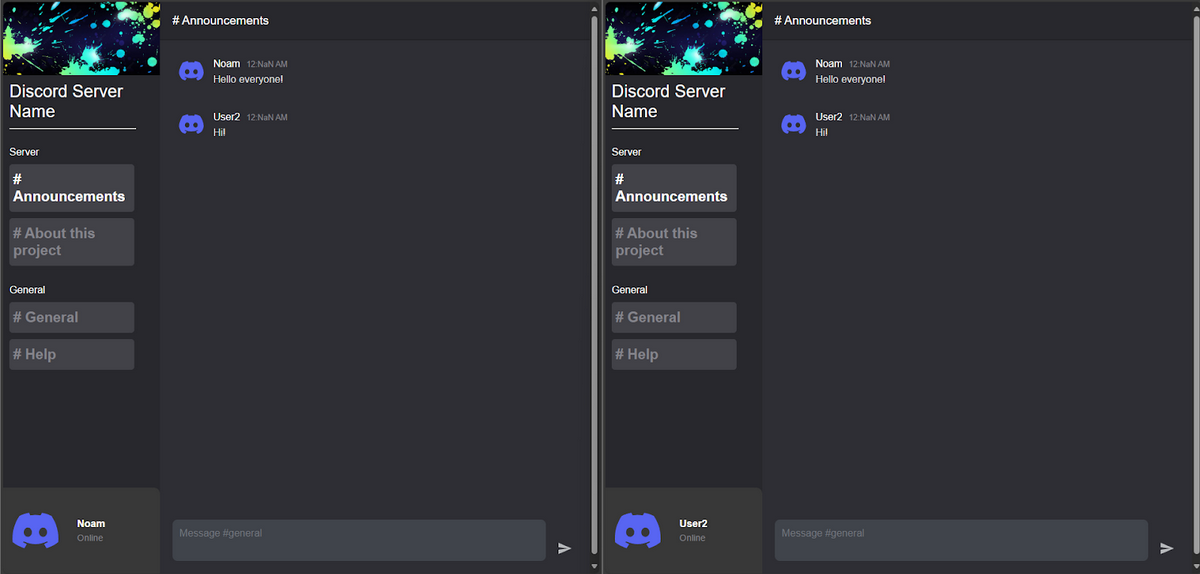 Discord Server
Name
Server
#
Announcements
# About this
project
General
# General
# Help
Noam
Online
# Announcements
Noam 12:NaN AM
Hello everyone!
User2 12:NaN AM
Hi!
Message #general
Discord Server
Name
Server
#
Announcements
# About this
project
General
# General
# Help
User2
Online
# Announcements
Noam 12:NaN AM
Hello everyone!
User2 12:NaN AM
Hi!
Message #general